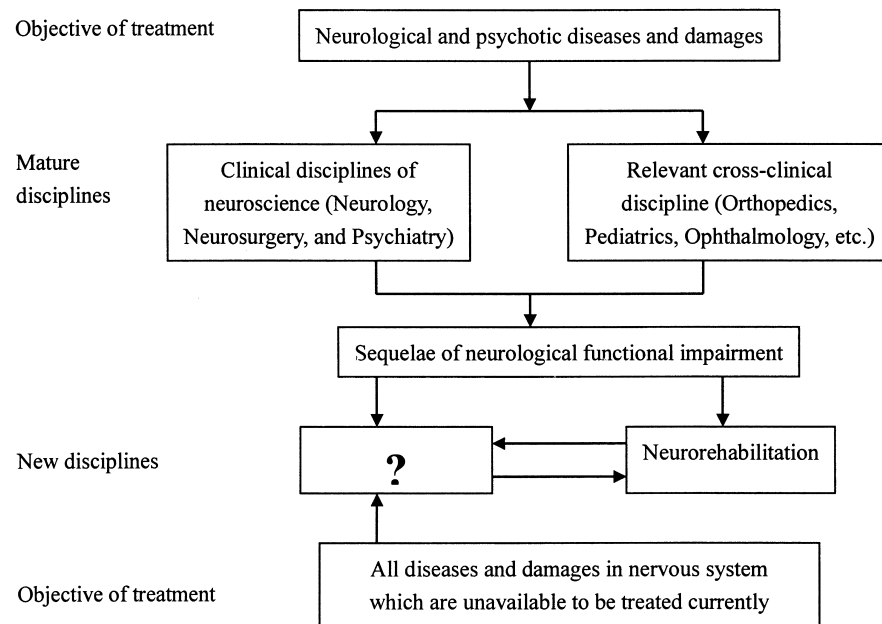 Objective of treatment
Neurological and psychotic diseases and damages
Mature
disciplines
Clinical disciplines of
neuroscience (Neurology,
Neurosurgery, and Psychiatry)
Relevant cross-clinical
discipline (Orthopedics,
Pediatrics, Ophthalmology, etc.)
Sequelae of neurological functional impairment
New disciplines
?
Neurorehabilitation
Objective of treatment
All diseases and damages in nervous system
which are unavailable to be treated currently